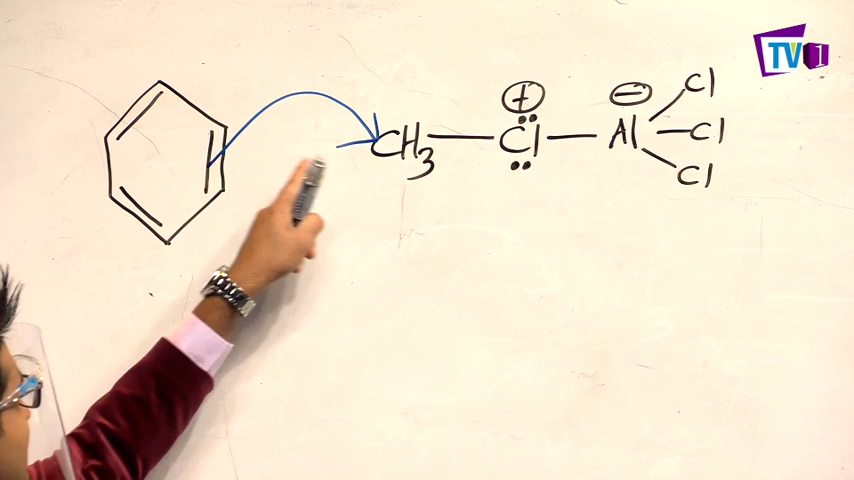 TV1
CH3 — Cl — Al
⊕
⊖
Cl
Cl
Cl